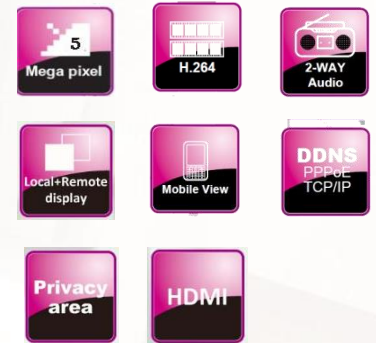 5
Mega pixel
H.264
2-WAY
Audio
Local+Remote
display
Mobile View
DDNS
PPPoE
TCP/IP
Privacy
area
HDMI